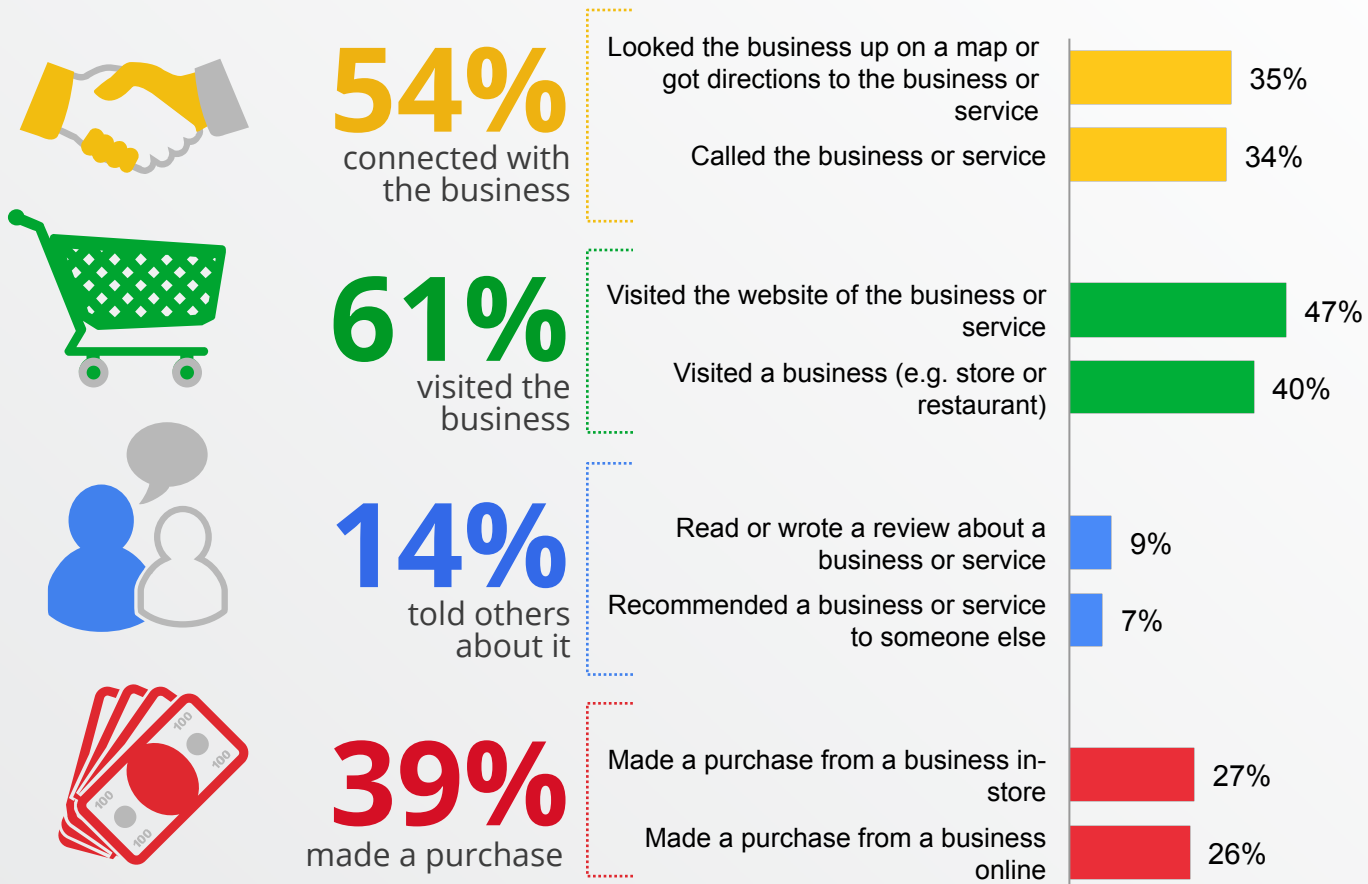 54%
connected with
the business
Looked the business up on a map or
got directions to the business or
service
35%
Called the business or service
34%
61%
visited the
business
Visited the website of the business or
service
47%
Visited a business (e.g. store or
restaurant)
40%
14%
told others
about it
Read or wrote a review about a
business or service
9%
Recommended a business or service
to someone else
7%
100
100
100
100
39%
made a purchase
Made a purchase from a business in-
store
27%
Made a purchase from a business
online
26%